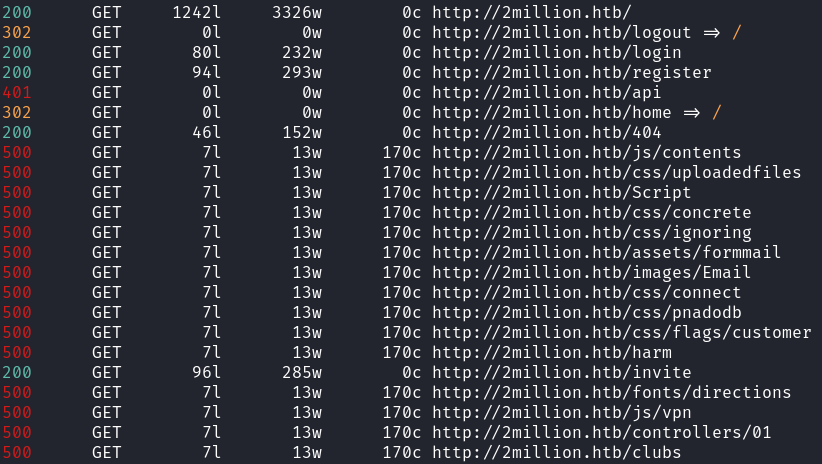 200 GET 1242l 3326w 0c http://2million.htb/
302 GET 0l 0w 0c http://2million.htb/logout => /
200 GET 80l 232w 0c http://2million.htb/login
200 GET 94l 293w 0c http://2million.htb/register
401 GET 0l 0w 0c http://2million.htb/api
302 GET 0l 0w 0c http://2million.htb/home => /
200 GET 46l 152w 0c http://2million.htb/404
500 GET 7l 13w 170c http://2million.htb/js/contents
500 GET 7l 13w 170c http://2million.htb/css/uploadedfiles
500 GET 7l 13w 170c http://2million.htb/Script
500 GET 7l 13w 170c http://2million.htb/css/concrete
500 GET 7l 13w 170c http://2million.htb/css/ignoring
500 GET 7l 13w 170c http://2million.htb/assets/formmail
500 GET 7l 13w 170c http://2million.htb/images/Email
500 GET 7l 13w 170c http://2million.htb/css/connect
500 GET 7l 13w 170c http://2million.htb/css/pnadodb
500 GET 7l 13w 170c http://2million.htb/css/flags/customer
500 GET 7l 13w 170c http://2million.htb/harm
200 GET 96l 285w 0c http://2million.htb/invite
500 GET 7l 13w 170c http://2million.htb/fonts/directions
500 GET 7l 13w 170c http://2million.htb/js/vpn
500 GET 7l 13w 170c http://2million.htb/controllers/01
500 GET 7l 13w 170c http://2million.htb/clubs